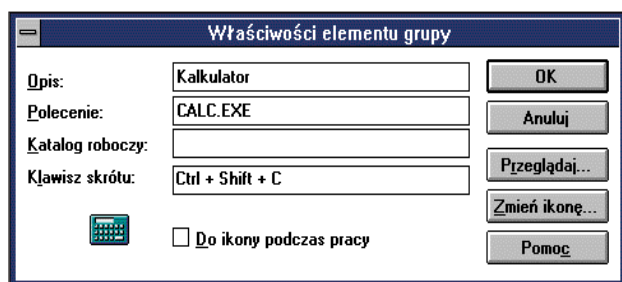 Właściwości elementu grupy
Opis: Kalkulator
Polecenie: CALC.EXE
Katalog roboczy:
Klawisz skrótu: Ctrl + Shift + C
Do ikony podczas pracy
OK
Anuluj
Przeglądaj...
Zmień ikonę...
Pomoc